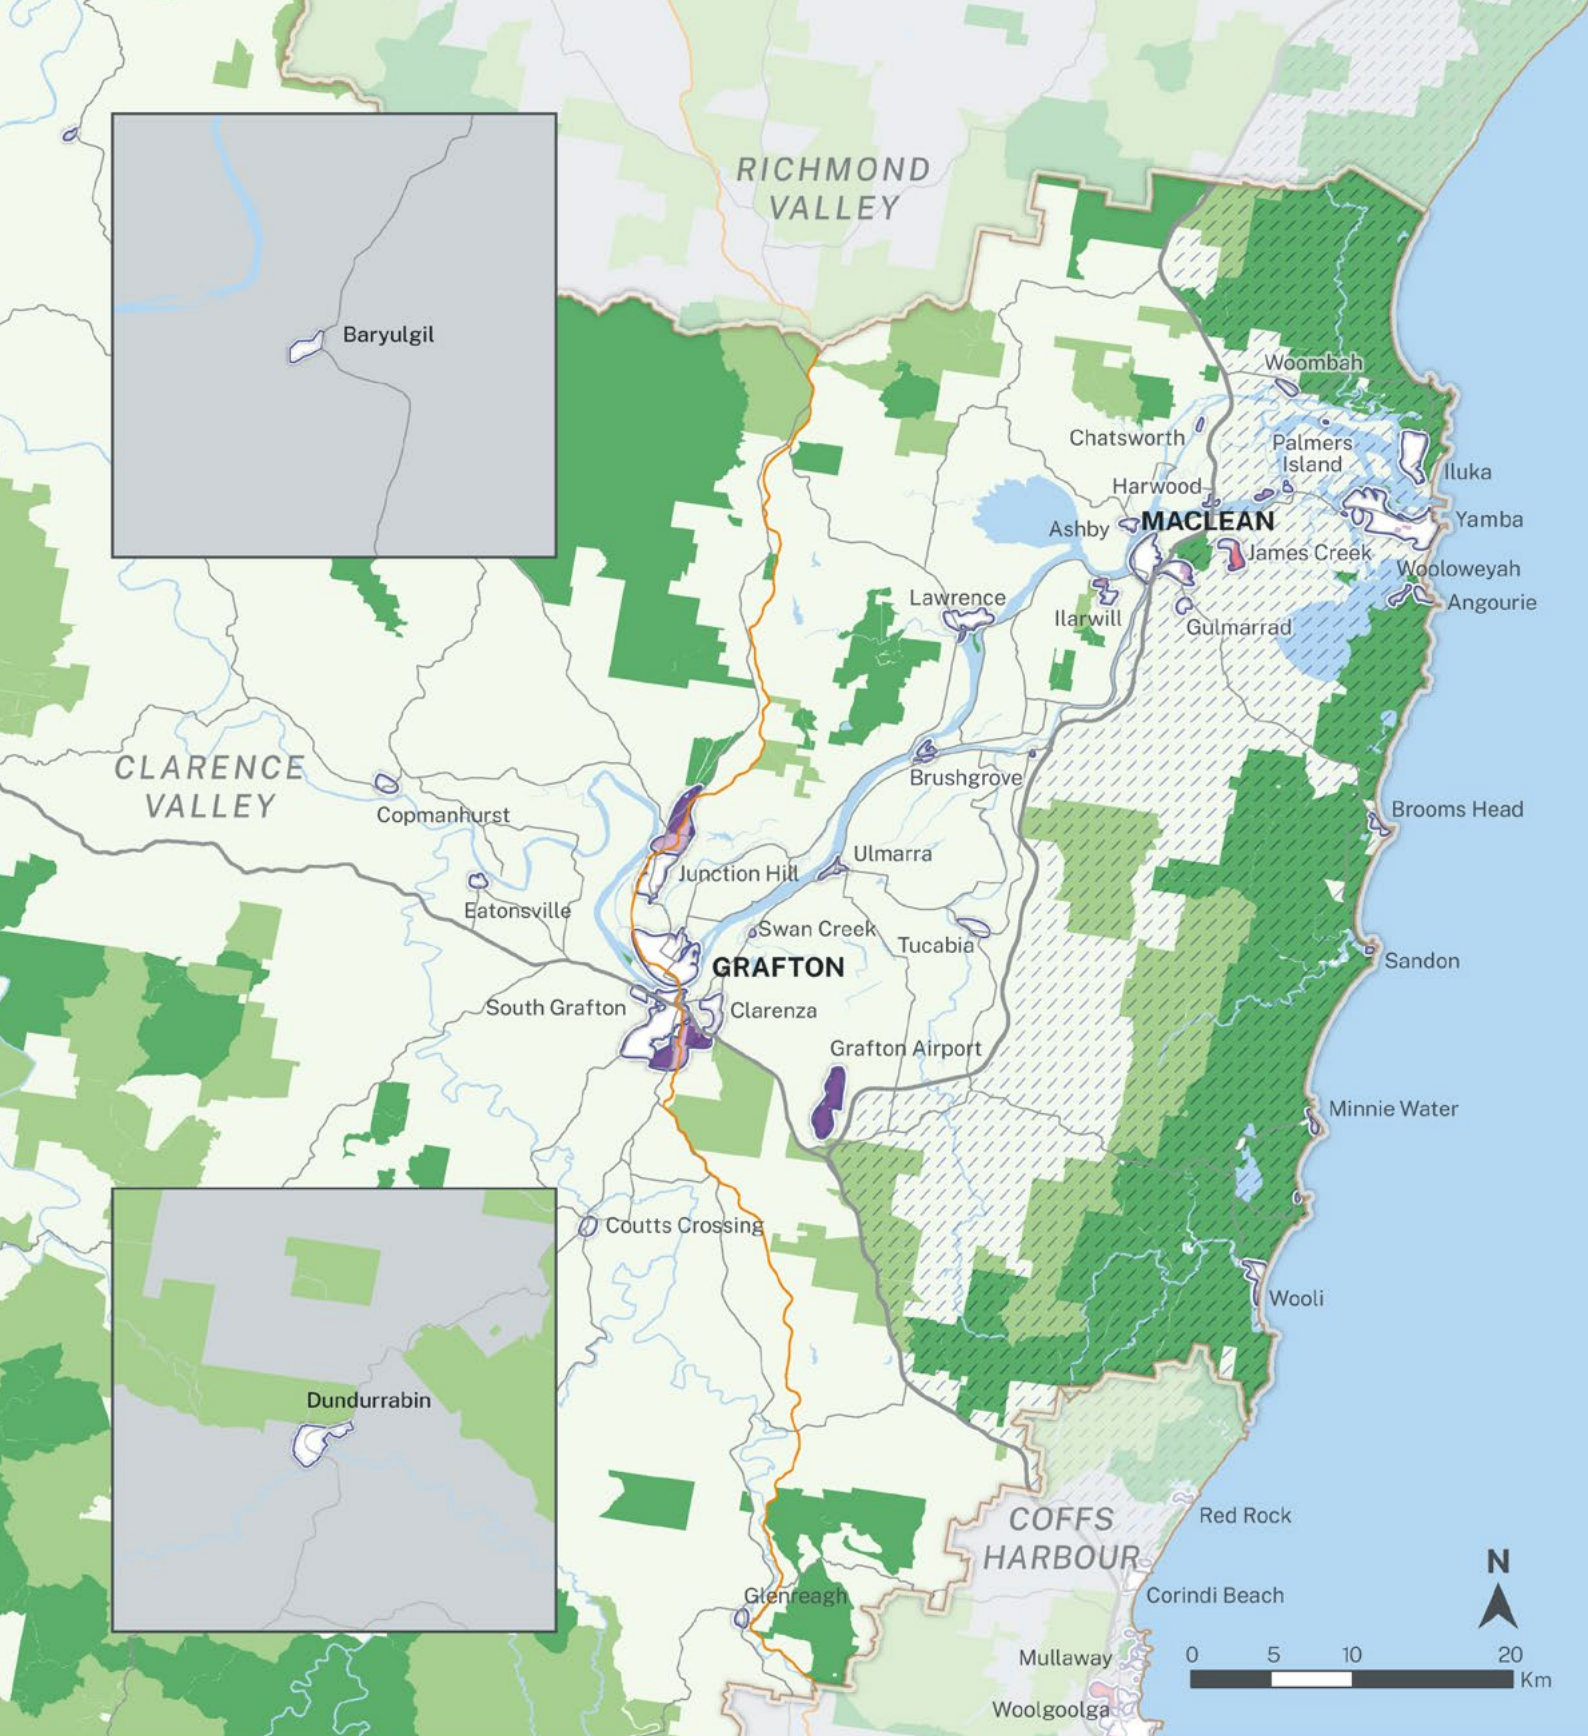 RICHMOND
VALLEY
Baryulgil
Woombah
Chatsworth
Palmers
Island
Iluka
Harwood
Ashby
MACLEAN
Yamba
James Creek
Wooloweyah
Angourie
Lawrence
Ilarwill
Gulmarrad
CLARENCE
VALLEY
Brushgrove
Copmanhurst
Brooms Head
Ulmarra
Junction Hill
Eatonsville
Swan Creek
Tucabia
Sandon
GRAFTON
South Grafton
Clarenza
Grafton Airport
Minnie Water
Coutts Crossing
Wooli
Dundurrabin
COFFS
HARBOUR
Red Rock
N
Glenreagh
Corindi Beach
Mullaway
0 5 10 20
Km
Woolgoolga